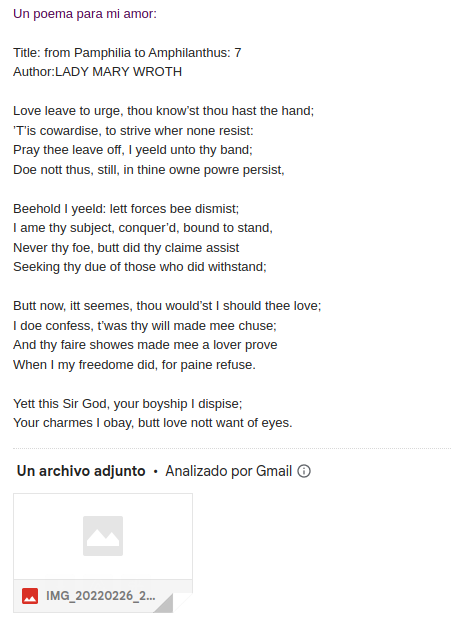 Un poema para mi amor:
Title: from Pamphilia to Amphilanthus: 7
Author:LADY MARY WROTH
Love leave to urge, thou know’st thou hast the hand;
’T’is cowardise, to strive wher none resist:
Pray thee leave off, I yeeld unto thy band;
Doe nott thus, still, in thine owne powre persist,
Beehold I yeeld: lett forces bee dismist;
I ame thy subject, conquer’d, bound to stand,
Never thy foe, butt did thy claime assist
Seeking thy due of those who did withstand;
Butt now, itt seemes, thou would’st I should thee love;
I doe confess, t’was thy will made mee chuse;
And thy faire showes made mee a lover prove
When I my freedome did, for paine refuse.
Yett this Sir God, your boyship I dispise;
Your charmes I obay, butt love nott want of eyes.
Un archivo adjunto • Analizado por Gmail
IMG_20220226_2...